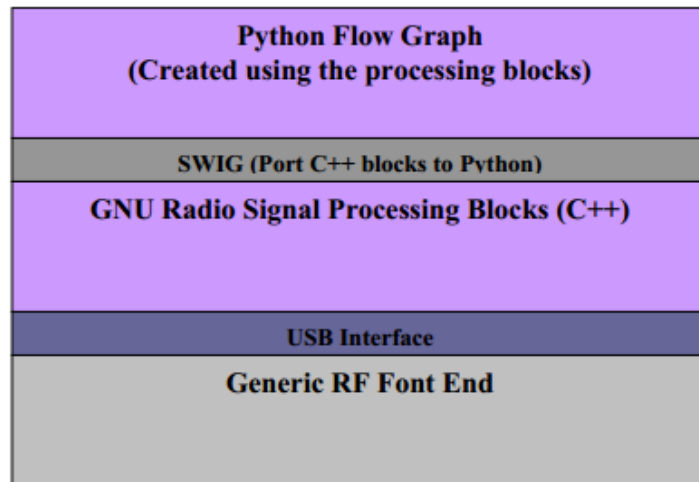 Python Flow Graph
(Created using the processing blocks)
SWIG (Port C++ blocks to Python)
GNU Radio Signal Processing Blocks (C++)
USB Interface
Generic RF Font End